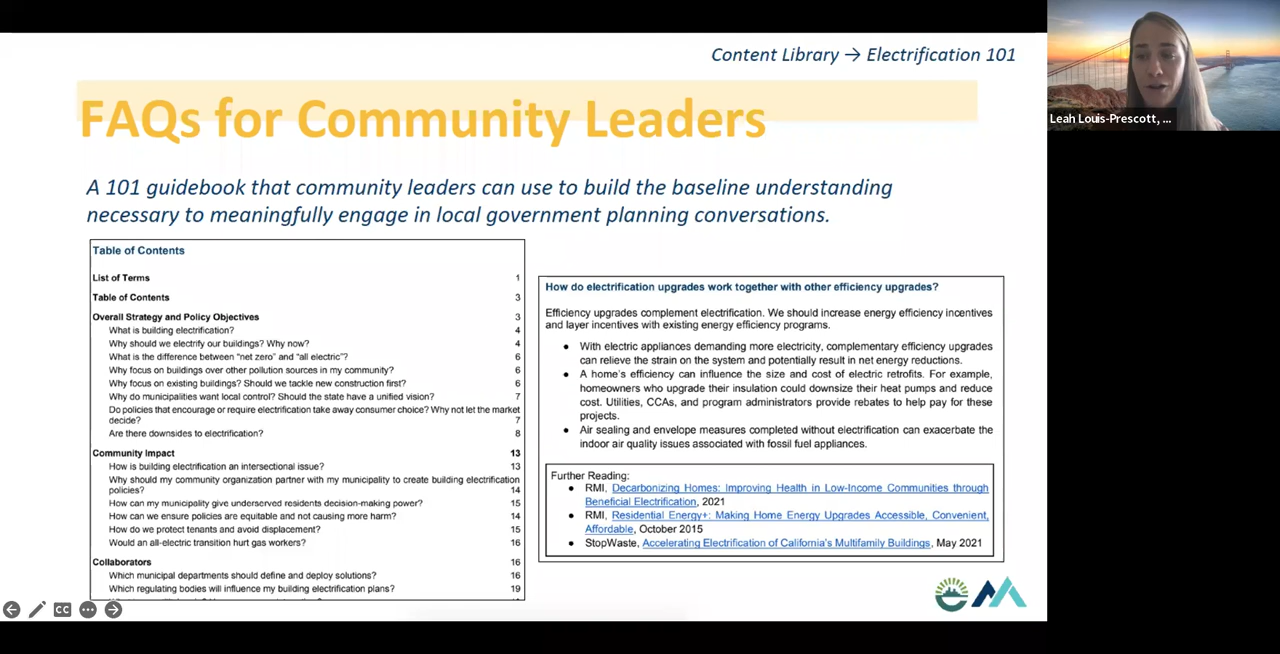 Content Library → Electrification 101
FAQs for Community Leaders
A 101 guidebook that community leaders can use to build the baseline understanding
necessary to meaningfully engage in local government planning conversations.
Table of Contents
List of Terms 1
Table of Contents 3
Overall Strategy and Policy Objectives 3
What is building electrification? 4
Why should we electrify our buildings? Why now? 4
What is the difference between “net zero” and “all electric”? 6
Why focus on buildings over other pollution sources in my community? 6
Why focus on existing buildings? Should we tackle new construction first? 6
Why do municipalities want local control? Should the state have a unified vision? 7
Do policies that encourage or require electrification take away consumer choice? Why not let the market
decide? 7
Are there downsides to electrification? 8
Community Impact 13
How is building electrification an intersectional issue? 13
Why should my community organization partner with my municipality to create building electrification
policies? 14
How can my municipality give underserved residents decision-making power? 15
How can we ensure policies are equitable and not causing more harm? 14
How do we protect tenants and avoid displacement? 15
Would an all-electric transition hurt gas workers? 16
Collaborators 16
Which municipal departments should define and deploy solutions? 16
Which regulating bodies will influence my building electrification plans? 19
How do electrification upgrades work together with other efficiency upgrades?
Efficiency upgrades complement electrification. We should increase energy efficiency incentives
and layer incentives with existing energy efficiency programs.
● With electric appliances demanding more electricity, complementary efficiency upgrades
can relieve the strain on the system and potentially result in net energy reductions.
● A home's efficiency can influence the size and cost of electric retrofits. For example,
homeowners who upgrade their insulation could downsize their heat pumps and reduce
cost. Utilities, CCAs, and program administrators provide rebates to help pay for these
projects.
● Air sealing and envelope measures completed without electrification can exacerbate the
indoor air quality issues associated with fossil fuel appliances.
Further Reading:
● RMI, Decarbonizing Homes: Improving Health in Low-Income Communities through
Beneficial Electrification, 2021
● RMI, Residential Energy+: Making Home Energy Upgrades Accessible, Convenient,
Affordable, October 2015
● StopWaste, Accelerating Electrification of California's Multifamily Buildings, May 2021
CC
Leah Louis-Prescott, ...